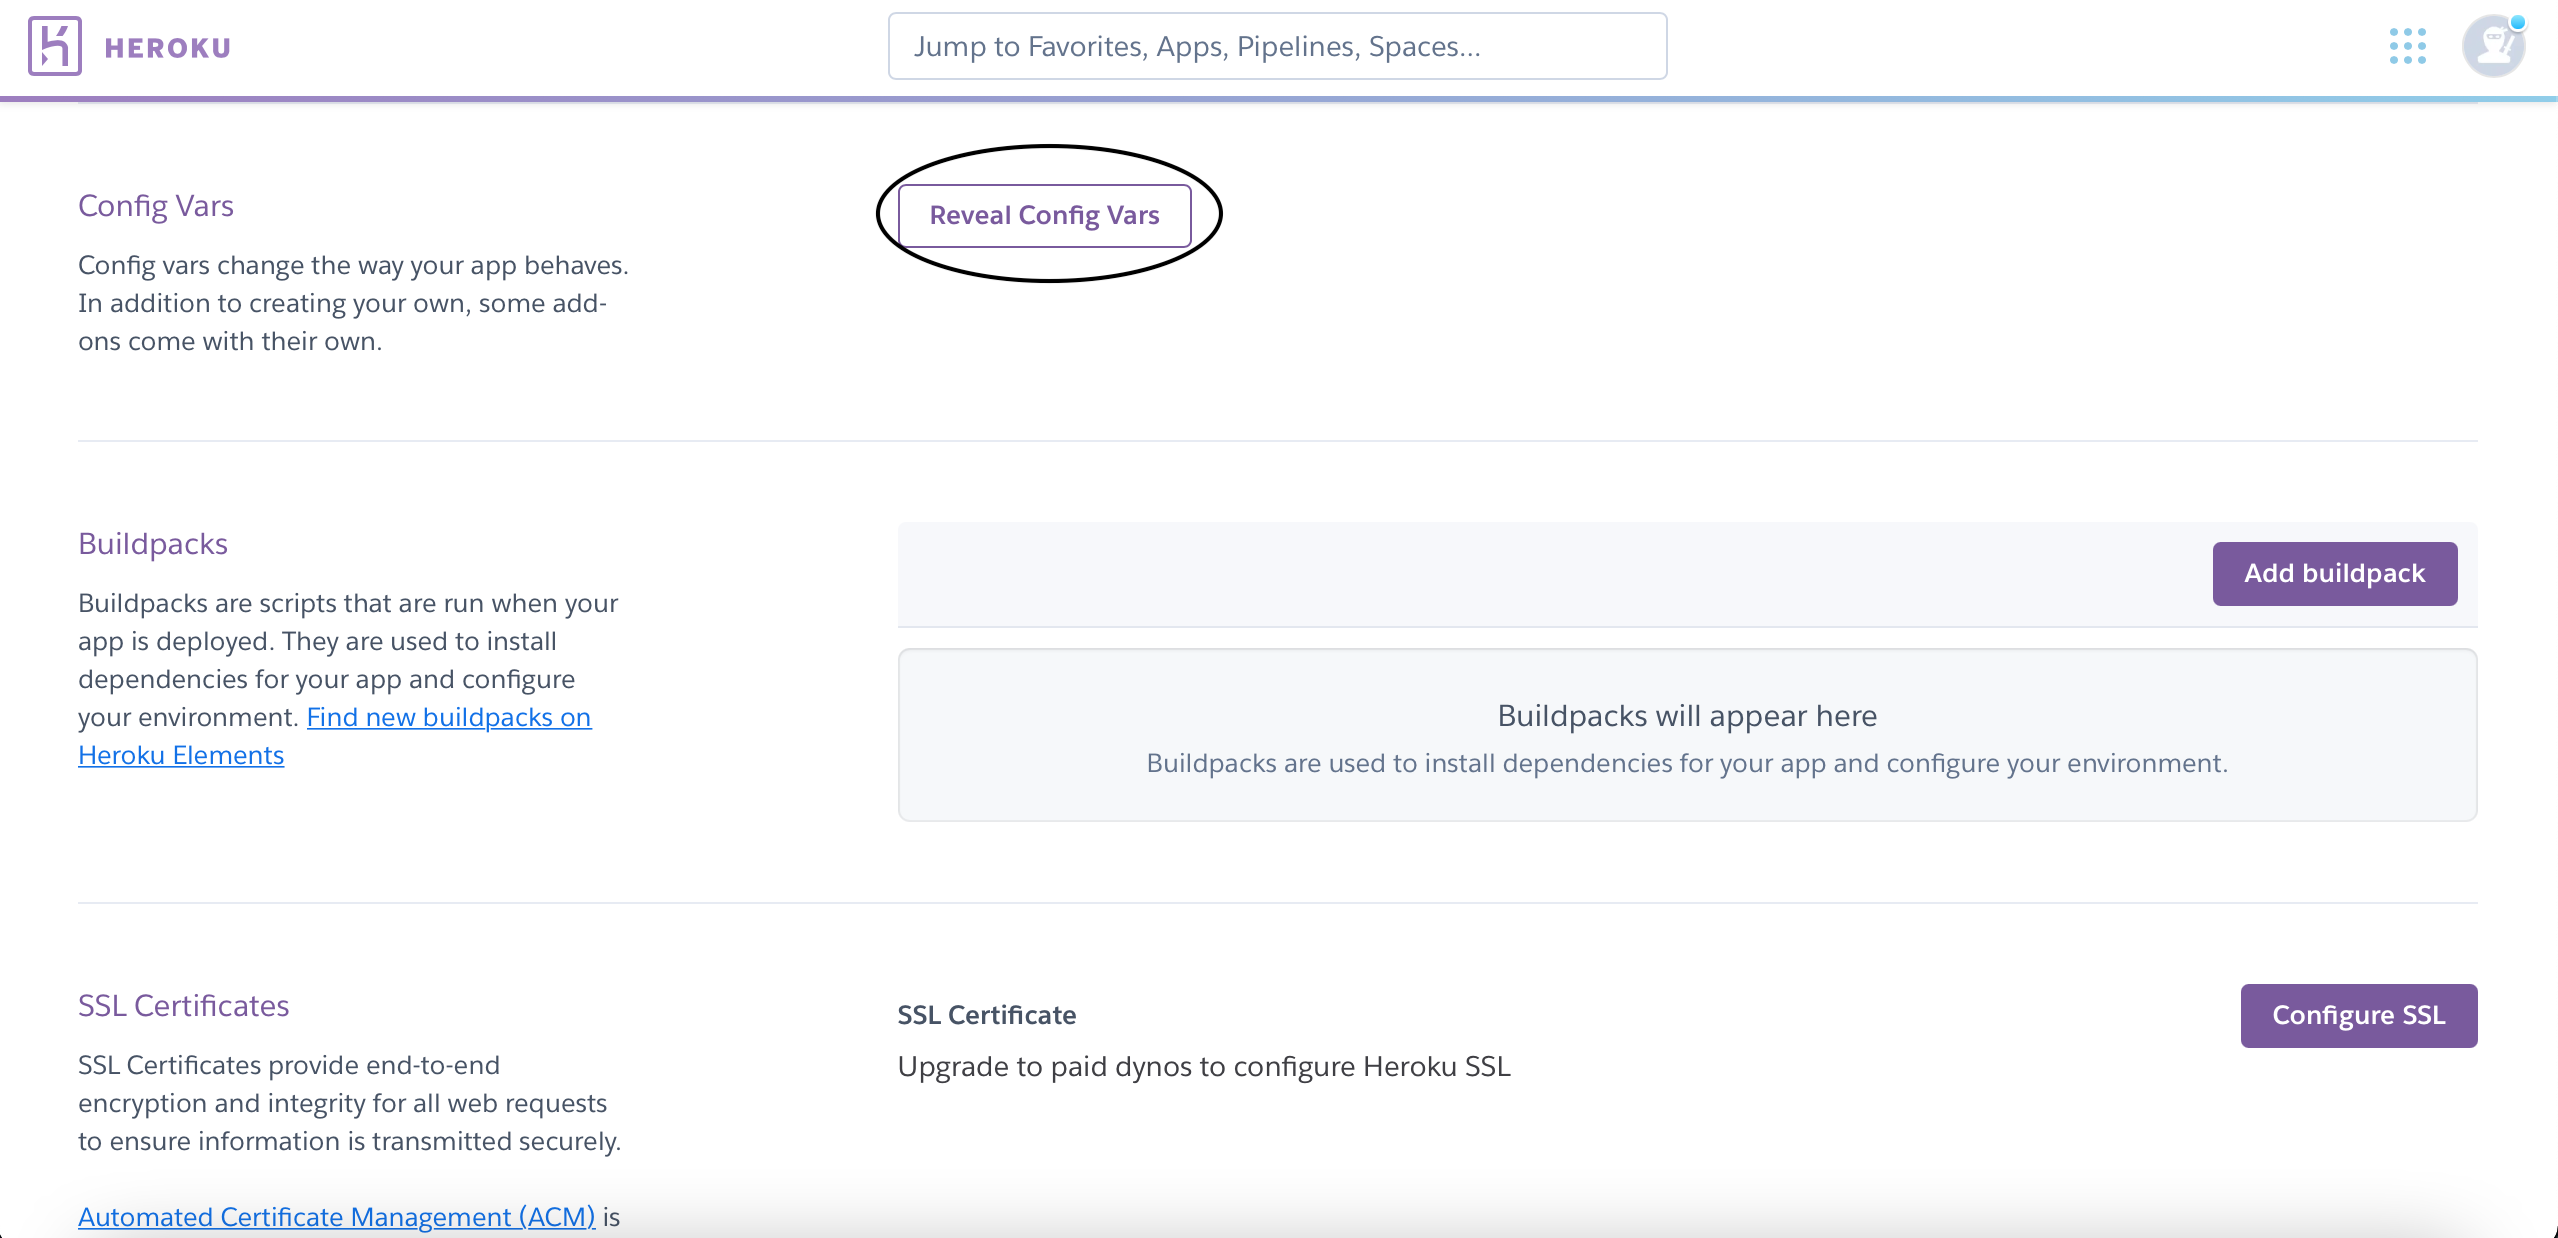 HEROKU
Jump to Favorites, Apps, Pipelines, Spaces...
Config Vars
Config vars change the way your app behaves.
In addition to creating your own, some add-
ons come with their own.
Reveal Config Vars
Buildpacks
Buildpacks are scripts that are run when your
app is deployed. They are used to install
dependencies for your app and configure
your environment. Find new buildpacks on
Heroku Elements
Add buildpack
Buildpacks will appear here
Buildpacks are used to install dependencies for your app and configure your environment.
SSL Certificates
SSL Certificates provide end-to-end
encryption and integrity for all web requests
to ensure information is transmitted securely.
Automated Certificate Management (ACM) is
SSL Certificate
Upgrade to paid dynos to configure Heroku SSL
Configure SSL